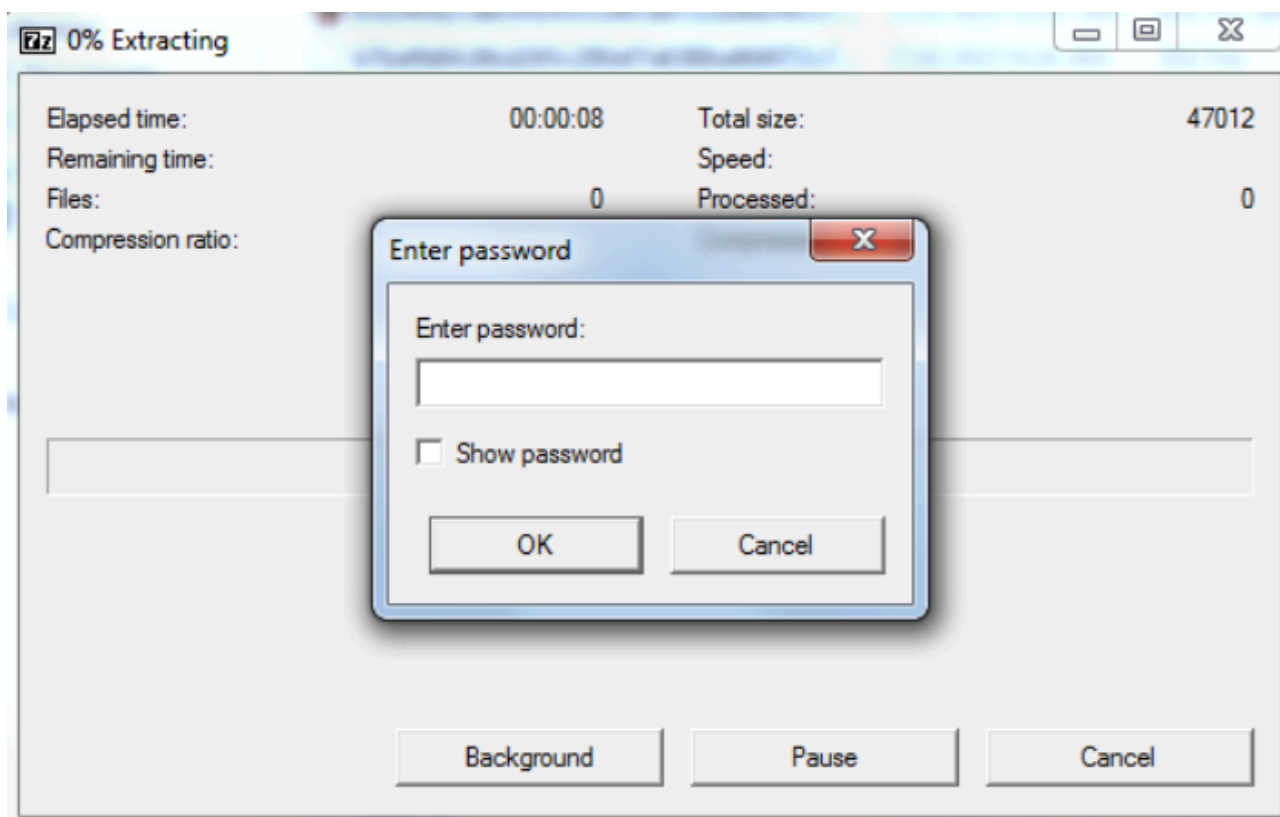 7z 0% Extracting
Elapsed time: 00:00:08 Total size: 47012
Remaining time: Speed:
Files: 0 Processed: 0
Compression ratio:
Enter password
Enter password:
Show password
OK Cancel
Background Pause Cancel